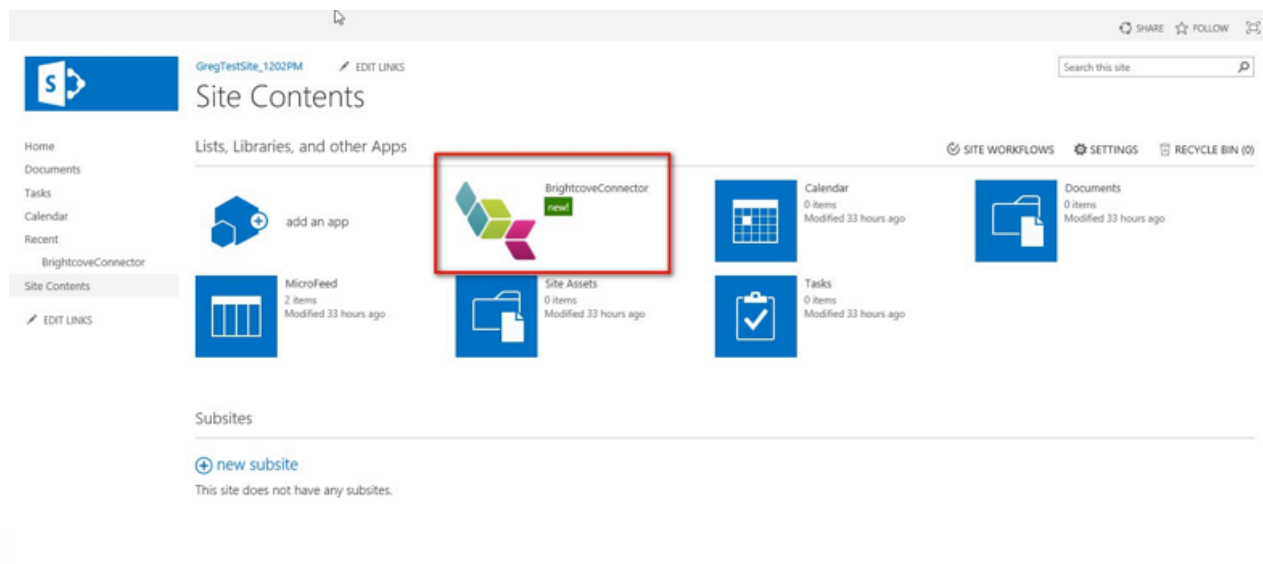 SHARE FOLLOW
S
GregTestSite_1202PM EDIT LINKS
Search this site
Site Contents
Home
Documents
Tasks
Calendar
Recent
BrightcoveConnector
Site Contents
EDIT LINKS
Lists, Libraries, and other Apps
SITE WORKFLOWS SETTINGS RECYCLE BIN (0)
add an app
BrightcoveConnector
new!
Calendar
0 items
Modified 33 hours ago
Documents
0 items
Modified 33 hours ago
MicroFeed
2 items
Modified 33 hours ago
Site Assets
0 items
Modified 33 hours ago
Tasks
0 items
Modified 33 hours ago
Subsites
new subsite
This site does not have any subsites.